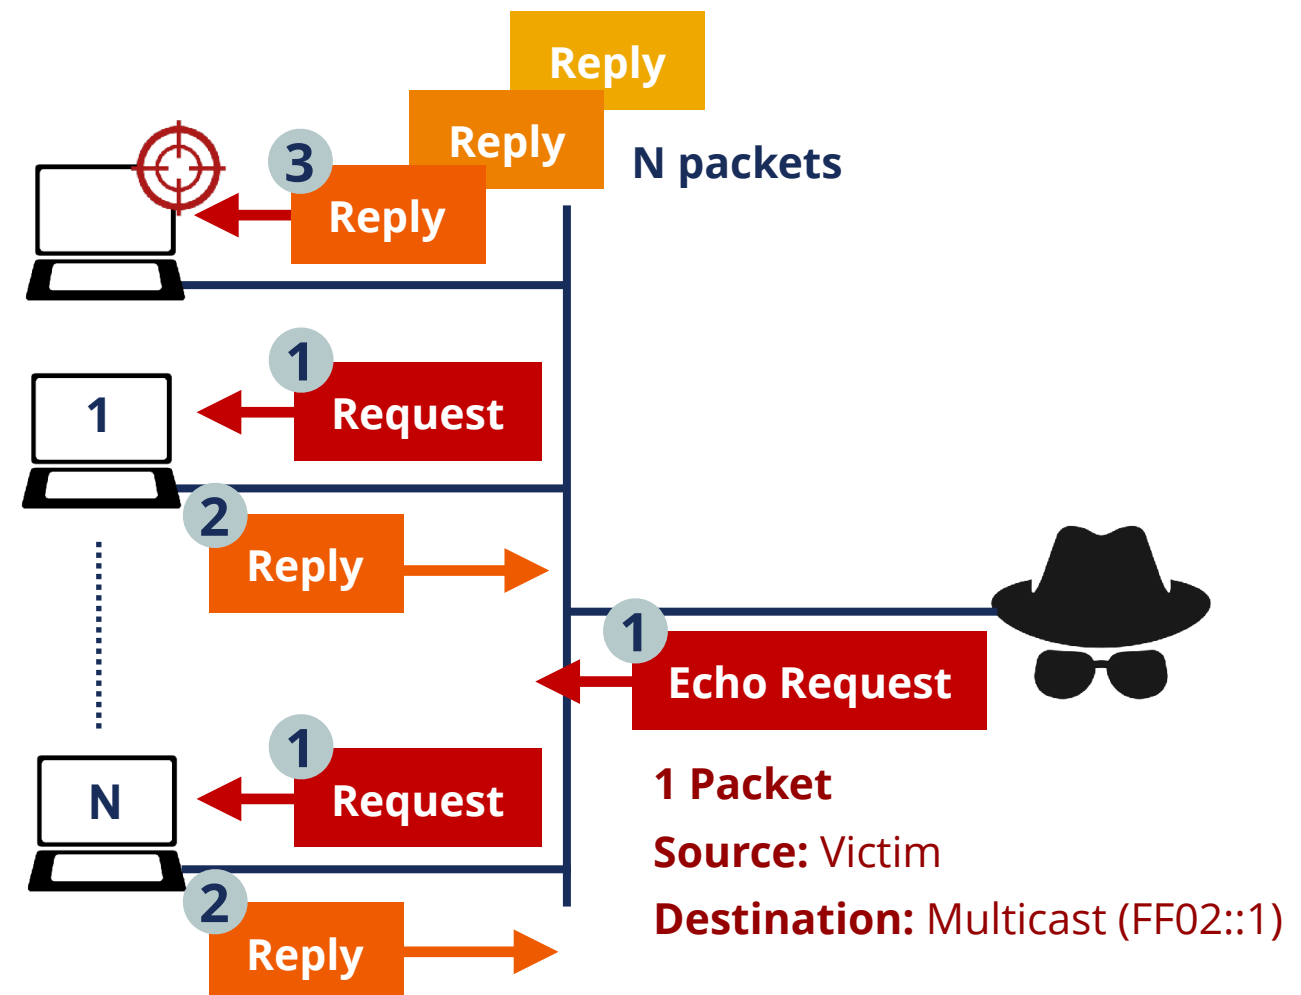 Reply
Reply
N packets
3
Reply
1
Request
1
2
Reply
1
Echo Request
1
Request
N
1 Packet
Source: Victim
2
Destination: Multicast (FF02::1)
Reply